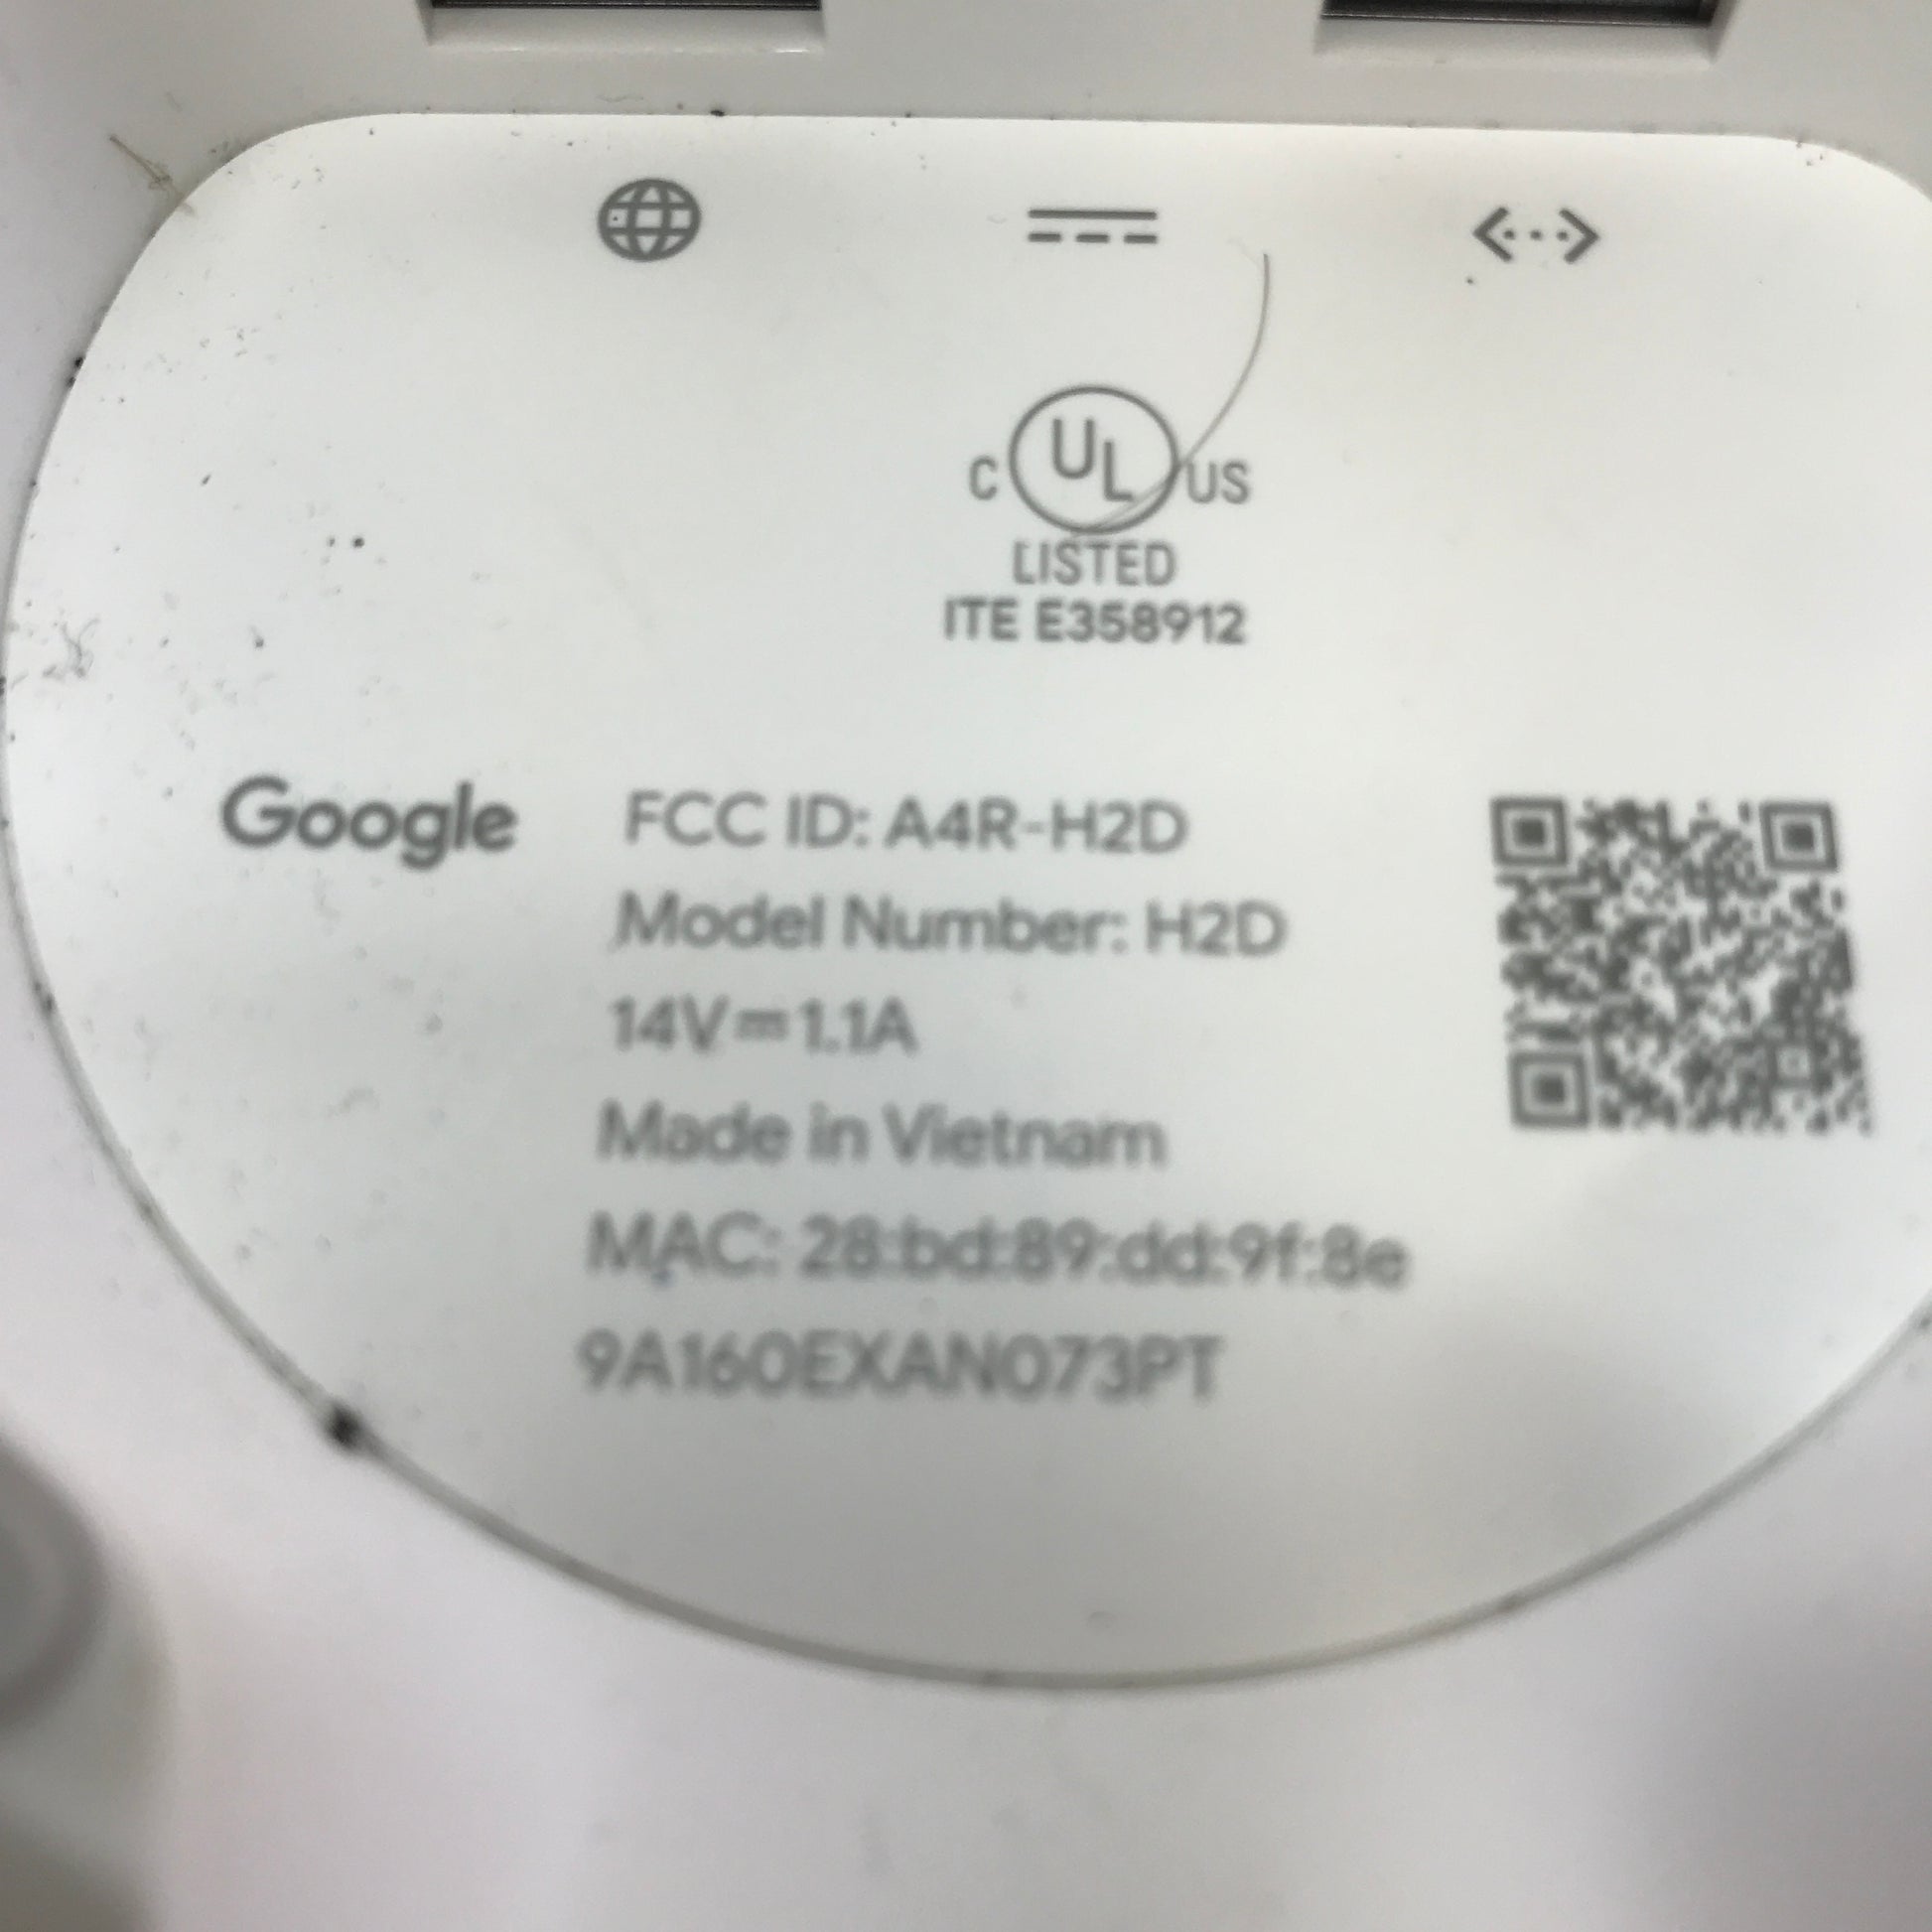 C UL US
LISTED
ITE E358912
Google
FCC ID: A4R-H2D
Model Number: H2D
14V⎓1.1A
Made in Vietnam
MAC: 28:bd:89:dd:9f:8e
9A160EXAN073PT